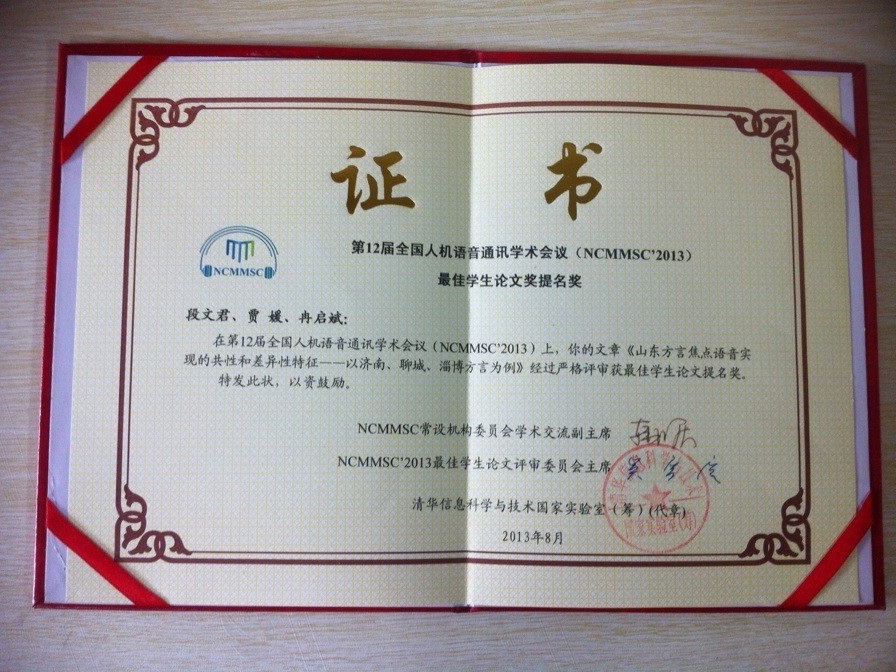 证 书
NCMMSC
第12届全国人机语音通讯学术会议（NCMMSC'2013）
最佳学生论文奖提名奖
段文君、贾 媛、冉启斌：
在第12届全国人机语音通讯学术会议（NCMMSC'2013）上，你的文章《山东方言焦点语音实
现的共性和差异性特征——以济南、聊城、淄博方言为例》经过严格评审获最佳学生论文提名奖。
特发此状，以资鼓励。
NCMMSC常设机构委员会学术交流副主席
NCMMSC'2013最佳学生论文评审委员会主席
清华信息科学与技术国家实验室（筹）(代章)
2013年8月